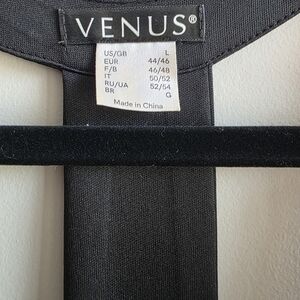 VENUS®
US/GB L
EUR 44/46
F/B 46/48
IT 50/52
RU/UA 52/54
BR G
Made in China